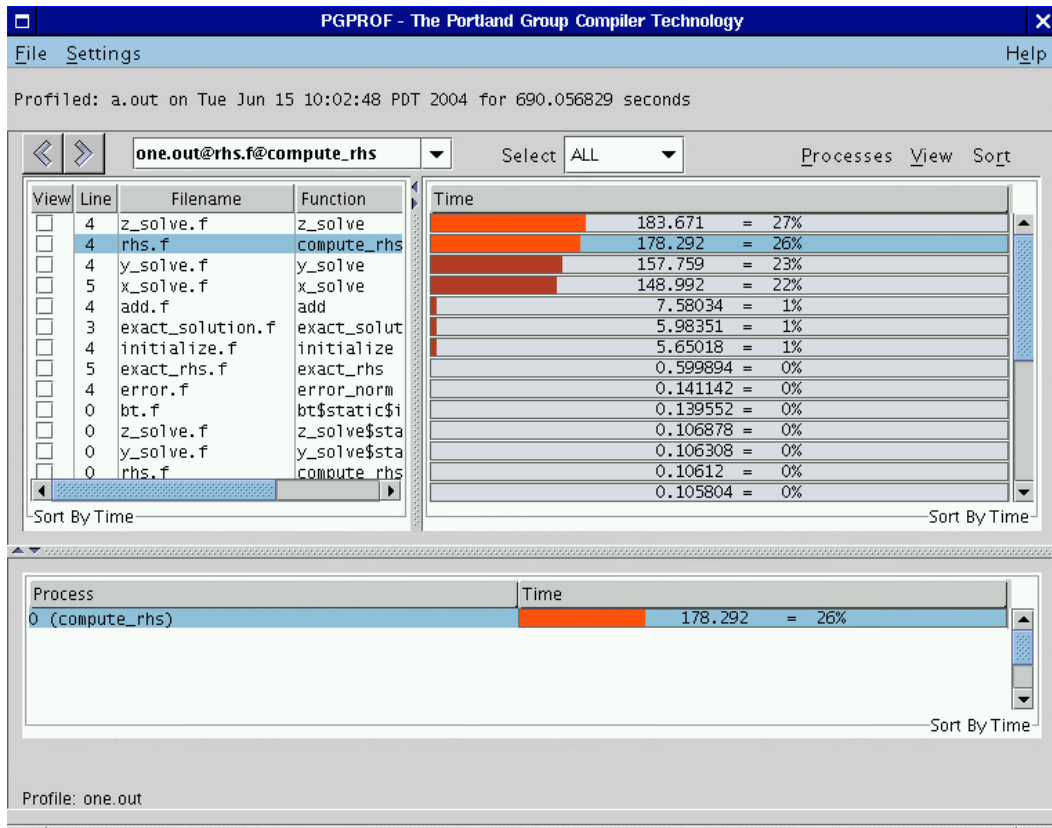 PGPROF - The Portland Group Compiler Technology
File Settings Help
Profiled: a.out on Tue Jun 15 10:02:48 PDT 2004 for 690.056829 seconds
one.out@rhs.f@compute_rhs Select ALL Processes View Sort
View Line Filename Function Time
4 z_solve.f z_solve 183.671 = 27%
4 rhs.f compute_rhs 178.292 = 26%
4 y_solve.f y_solve 157.759 = 23%
5 x_solve.f x_solve 148.992 = 22%
4 add.f add 7.58034 = 1%
3 exact_solution.f exact_solut 5.98351 = 1%
4 initialize.f initialize 5.65018 = 1%
5 exact_rhs.f exact_rhs 0.599894 = 0%
4 error.f error_norm 0.141142 = 0%
0 bt.f bt$static$i 0.139552 = 0%
0 z_solve.f z_solve$sta 0.106878 = 0%
0 y_solve.f y_solve$sta 0.106308 = 0%
0 rhs.f compute_rhs 0.10612 = 0%
0.105804 = 0%
Sort By Time Sort By Time
Process Time
0 (compute_rhs) 178.292 = 26%
Sort By Time
Profile: one.out